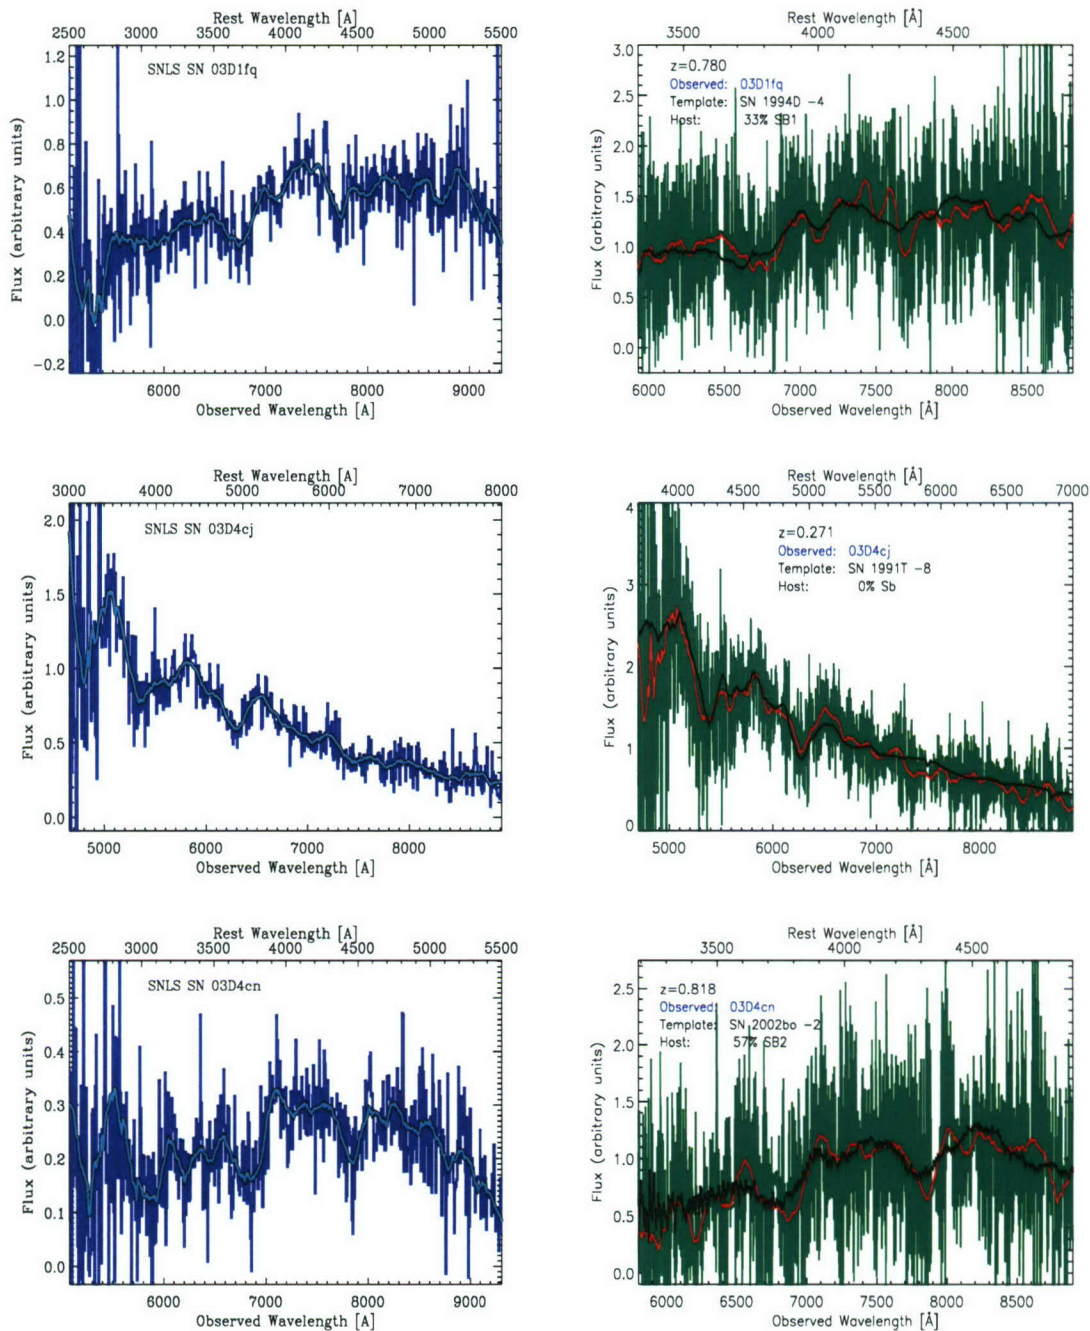 Rest Wavelength [A]
2500 3000 3500 4000 4500 5000 5500
SNLS SN 03D1fq
1.2
1.0
0.8
0.6
0.4
0.2
0.0
−0.2
Flux (arbitrary units)
6000 7000 8000 9000
Observed Wavelength [A]
Rest Wavelength [Å]
3500 4000 4500
z=0.780
Observed: 03D1fq
Template: SN 1994D −4
Host: 33% SB1
3.0
2.5
2.0
1.5
1.0
0.5
0.0
Flux (arbitrary units)
6000 6500 7000 7500 8000 8500
Observed Wavelength [Å]
Rest Wavelength [A]
3000 4000 5000 6000 7000 8000
SNLS SN 03D4cj
2.0
1.5
1.0
0.5
0.0
Flux (arbitrary units)
5000 6000 7000 8000
Observed Wavelength [A]
Rest Wavelength [Å]
4000 4500 5000 5500 6000 6500 7000
z=0.271
Observed: 03D4cj
Template: SN 1991T −8
Host: 0% Sb
4
3
2
1
0
Flux (arbitrary units)
5000 6000 7000 8000
Observed Wavelength [Å]
Rest Wavelength [A]
2500 3000 3500 4000 4500 5000 5500
SNLS SN 03D4cn
0.5
0.4
0.3
0.2
0.1
0.0
Flux (arbitrary units)
6000 7000 8000 9000
Observed Wavelength [A]
Rest Wavelength [Å]
3500 4000 4500
z=0.818
Observed: 03D4cn
Template: SN 2002bo −2
Host: 57% SB2
2.5
2.0
1.5
1.0
0.5
0.0
Flux (arbitrary units)
6000 6500 7000 7500 8000 8500
Observed Wavelength [Å]